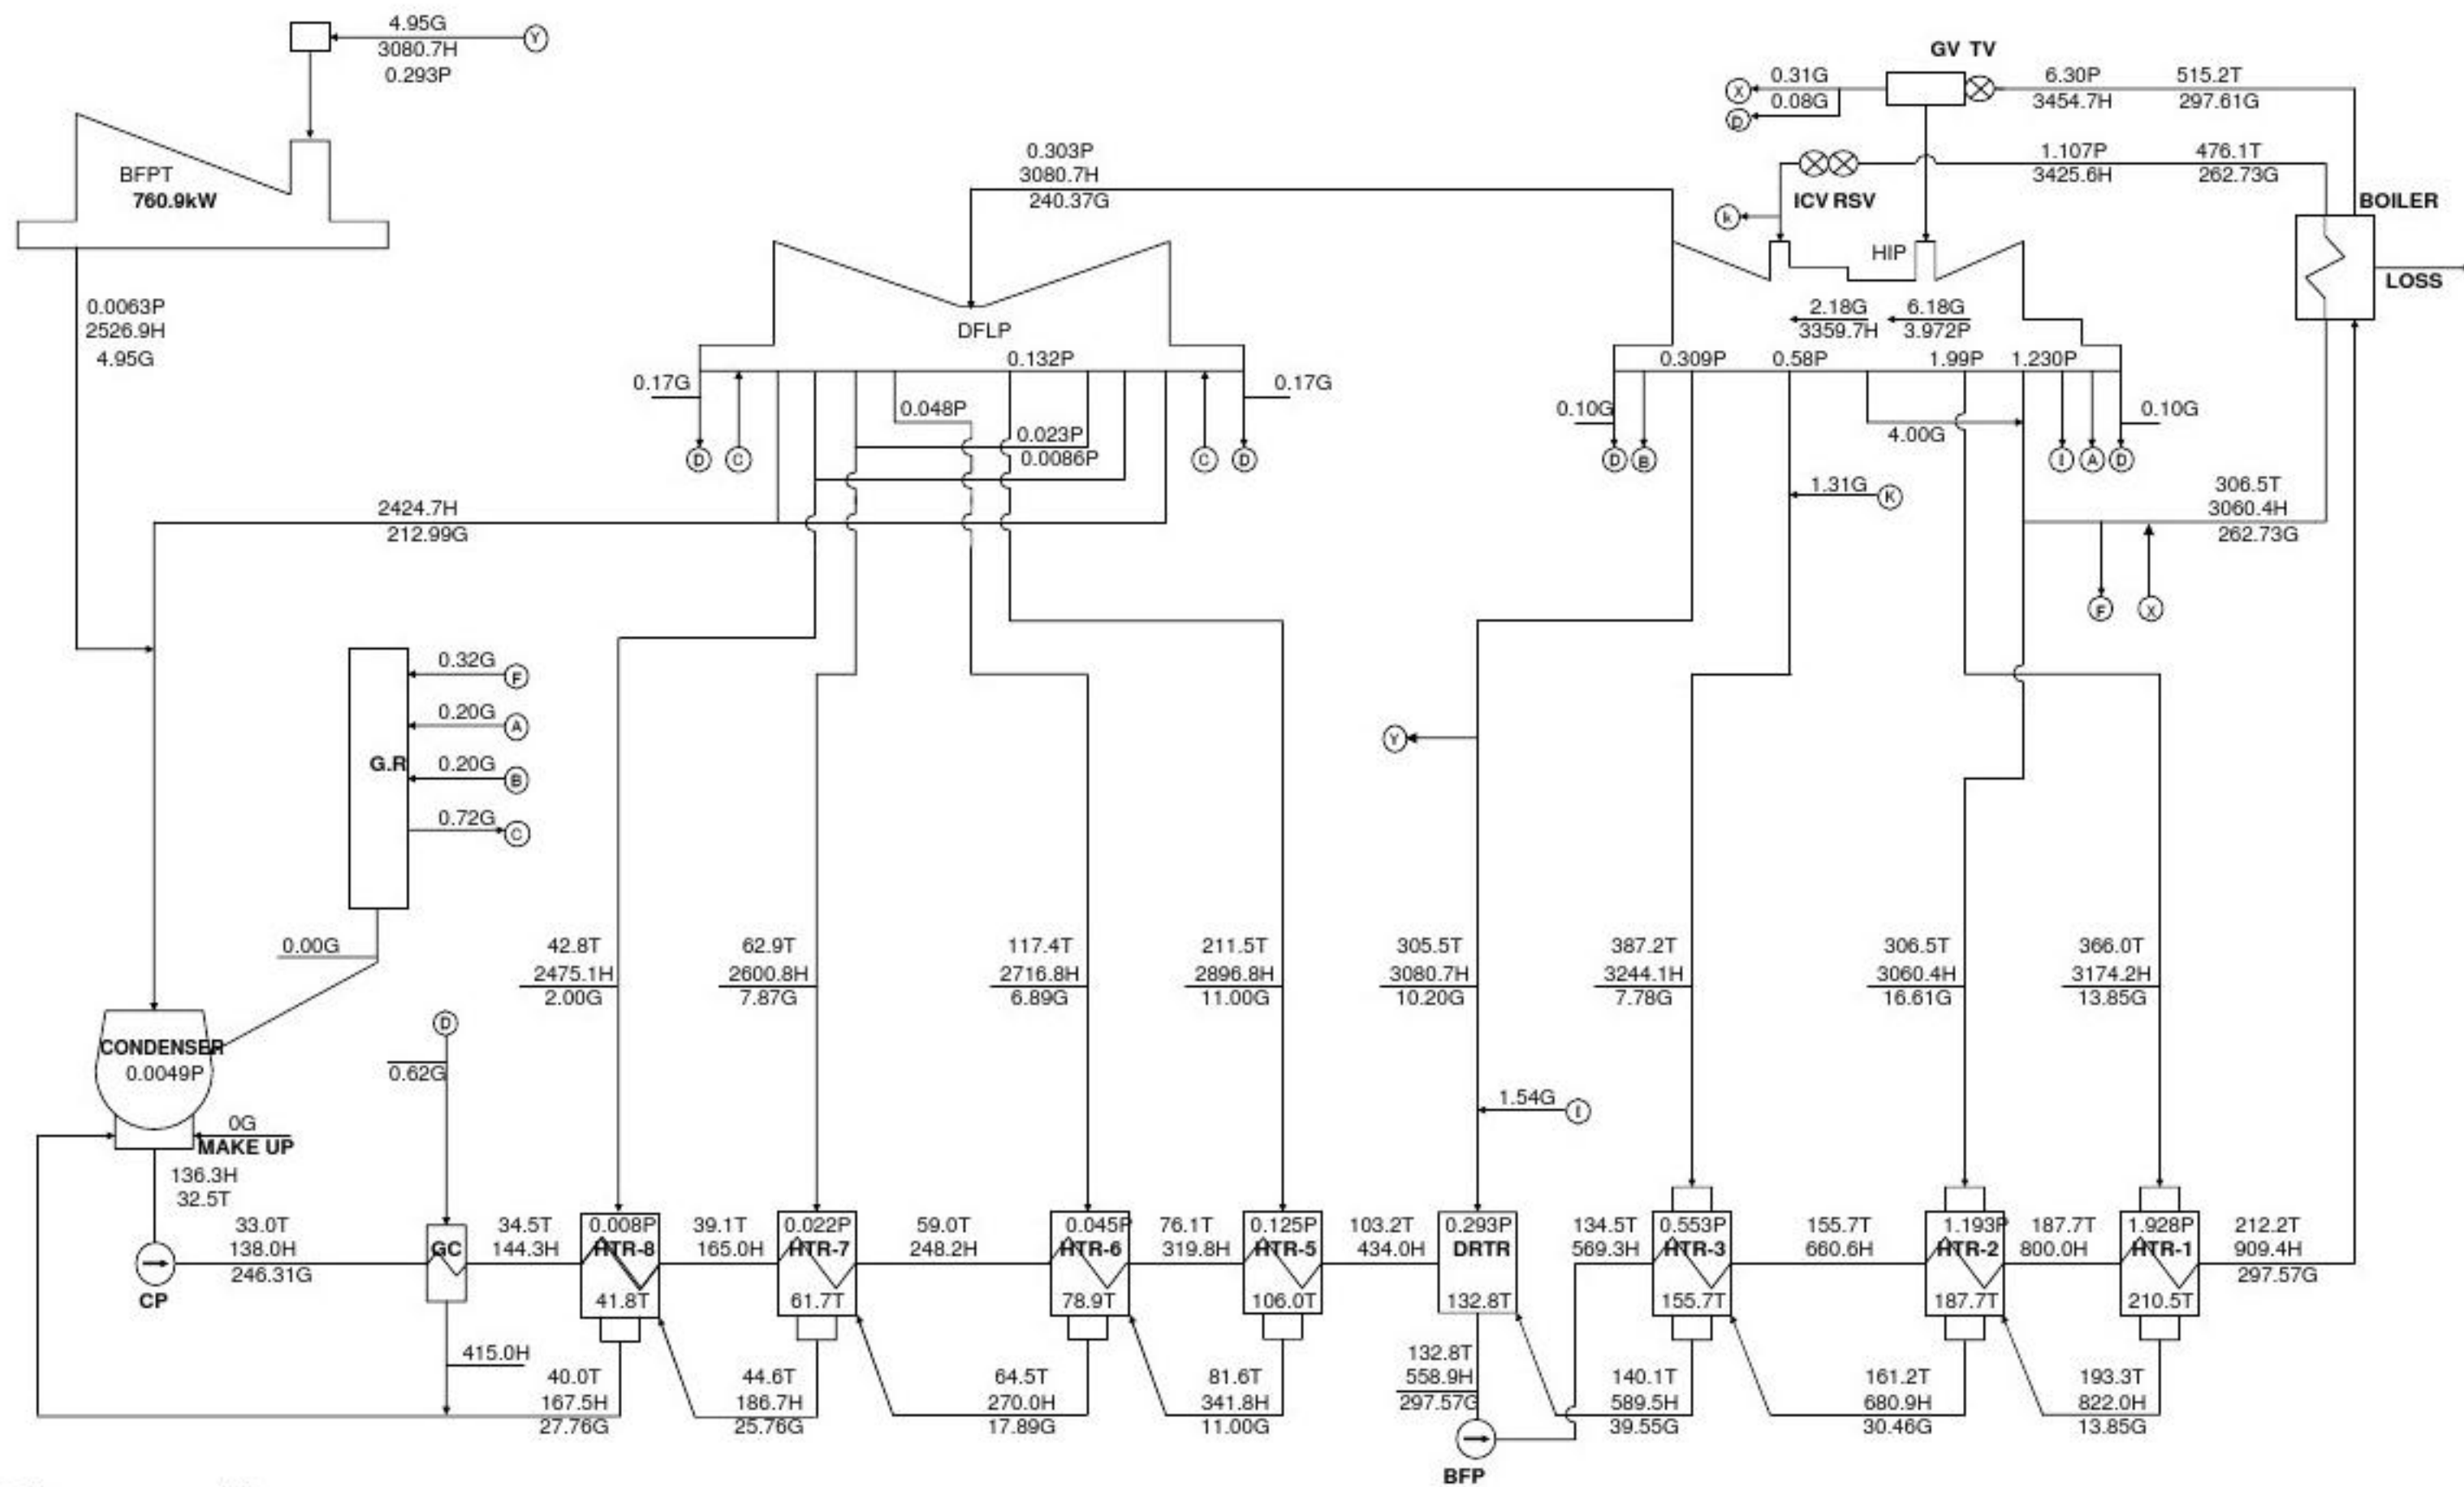 4.95G
3080.7H
0.293P
Y
BFPT
760.9kW
0.0063P
2526.9H
4.95G
GV TV
X
0.31G
D
0.08G
6.30P
515.2T
3454.7H
297.61G
1.107P
476.1T
3425.6H
262.73G
ICV RSV
k
BOILER
LOSS
0.303P
3080.7H
240.37G
HIP
2.18G
3359.7H
6.18G
3.972P
DFLP
0.132P
0.309P
0.58P
1.99P
1.230P
0.17G
0.17G
0.048P
0.023P
0.0086P
D
C
C
D
0.10G
D
B
4.00G
0.10G
I
A
D
1.31G
K
306.5T
3060.4H
262.73G
F
X
2424.7H
212.99G
G.R
0.32G
F
0.20G
A
0.20G
B
0.72G
C
0.00G
Y
42.8T
2475.1H
2.00G
62.9T
2600.8H
7.87G
117.4T
2716.8H
6.89G
211.5T
2896.8H
11.00G
305.5T
3080.7H
10.20G
387.2T
3244.1H
7.78G
306.5T
3060.4H
16.61G
366.0T
3174.2H
13.85G
CONDENSER
0.0049P
D
0.62G
1.54G
I
0G
MAKE UP
136.3H
32.5T
33.0T
138.0H
246.31G
CP
GC
415.0H
34.5T
144.3H
0.008P
HTR-8
41.8T
39.1T
165.0H
0.022P
HTR-7
61.7T
59.0T
248.2H
0.045P
HTR-6
78.9T
76.1T
319.8H
0.125P
HTR-5
106.0T
103.2T
434.0H
0.293P
DRTR
132.8T
134.5T
569.3H
0.553P
HTR-3
155.7T
155.7T
660.6H
1.193P
HTR-2
187.7T
187.7T
800.0H
1.928P
HTR-1
210.5T
212.2T
909.4H
297.57G
40.0T
167.5H
27.76G
44.6T
186.7H
25.76G
64.5T
270.0H
17.89G
81.6T
341.8H
11.00G
132.8T
558.9H
297.57G
BFP
140.1T
589.5H
39.55G
161.2T
680.9H
30.46G
193.3T
822.0H
13.85G